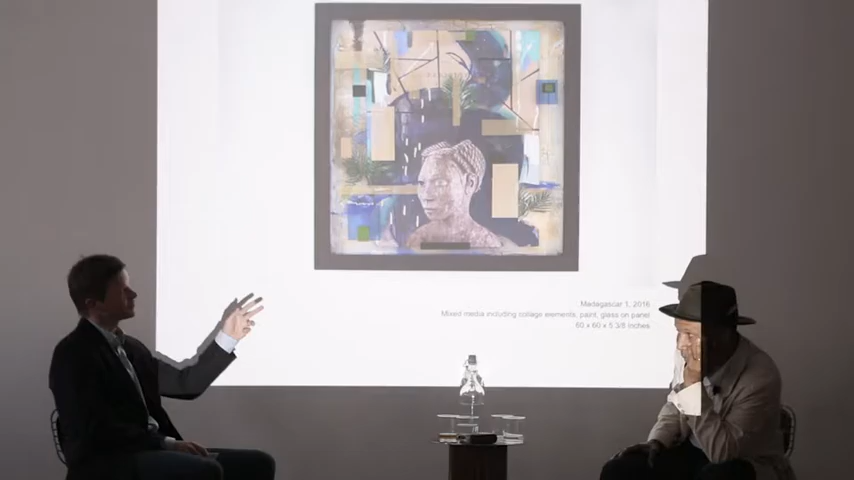 Madagascar 1, 2016
Mixed media including collage elements, paint, glass on panel
60 x 60 x 5 3/8 inches